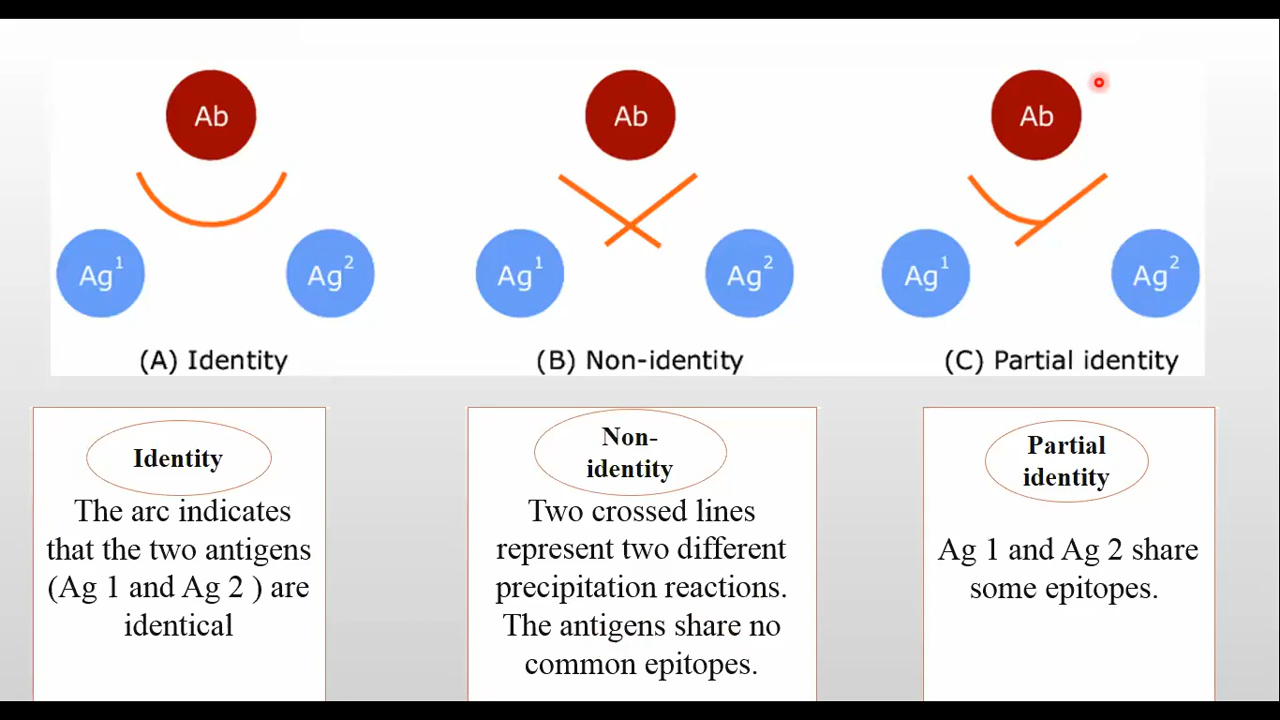 Ab
Ag¹
Ag²
(A) Identity
Ab
Ag¹
Ag²
(B) Non-identity
Ab
Ag¹
Ag²
(C) Partial identity
Identity
The arc indicates
that the two antigens
(Ag 1 and Ag 2 ) are
identical
Non-
identity
Two crossed lines
represent two different
precipitation reactions.
The antigens share no
common epitopes.
Partial
identity
Ag 1 and Ag 2 share
some epitopes.